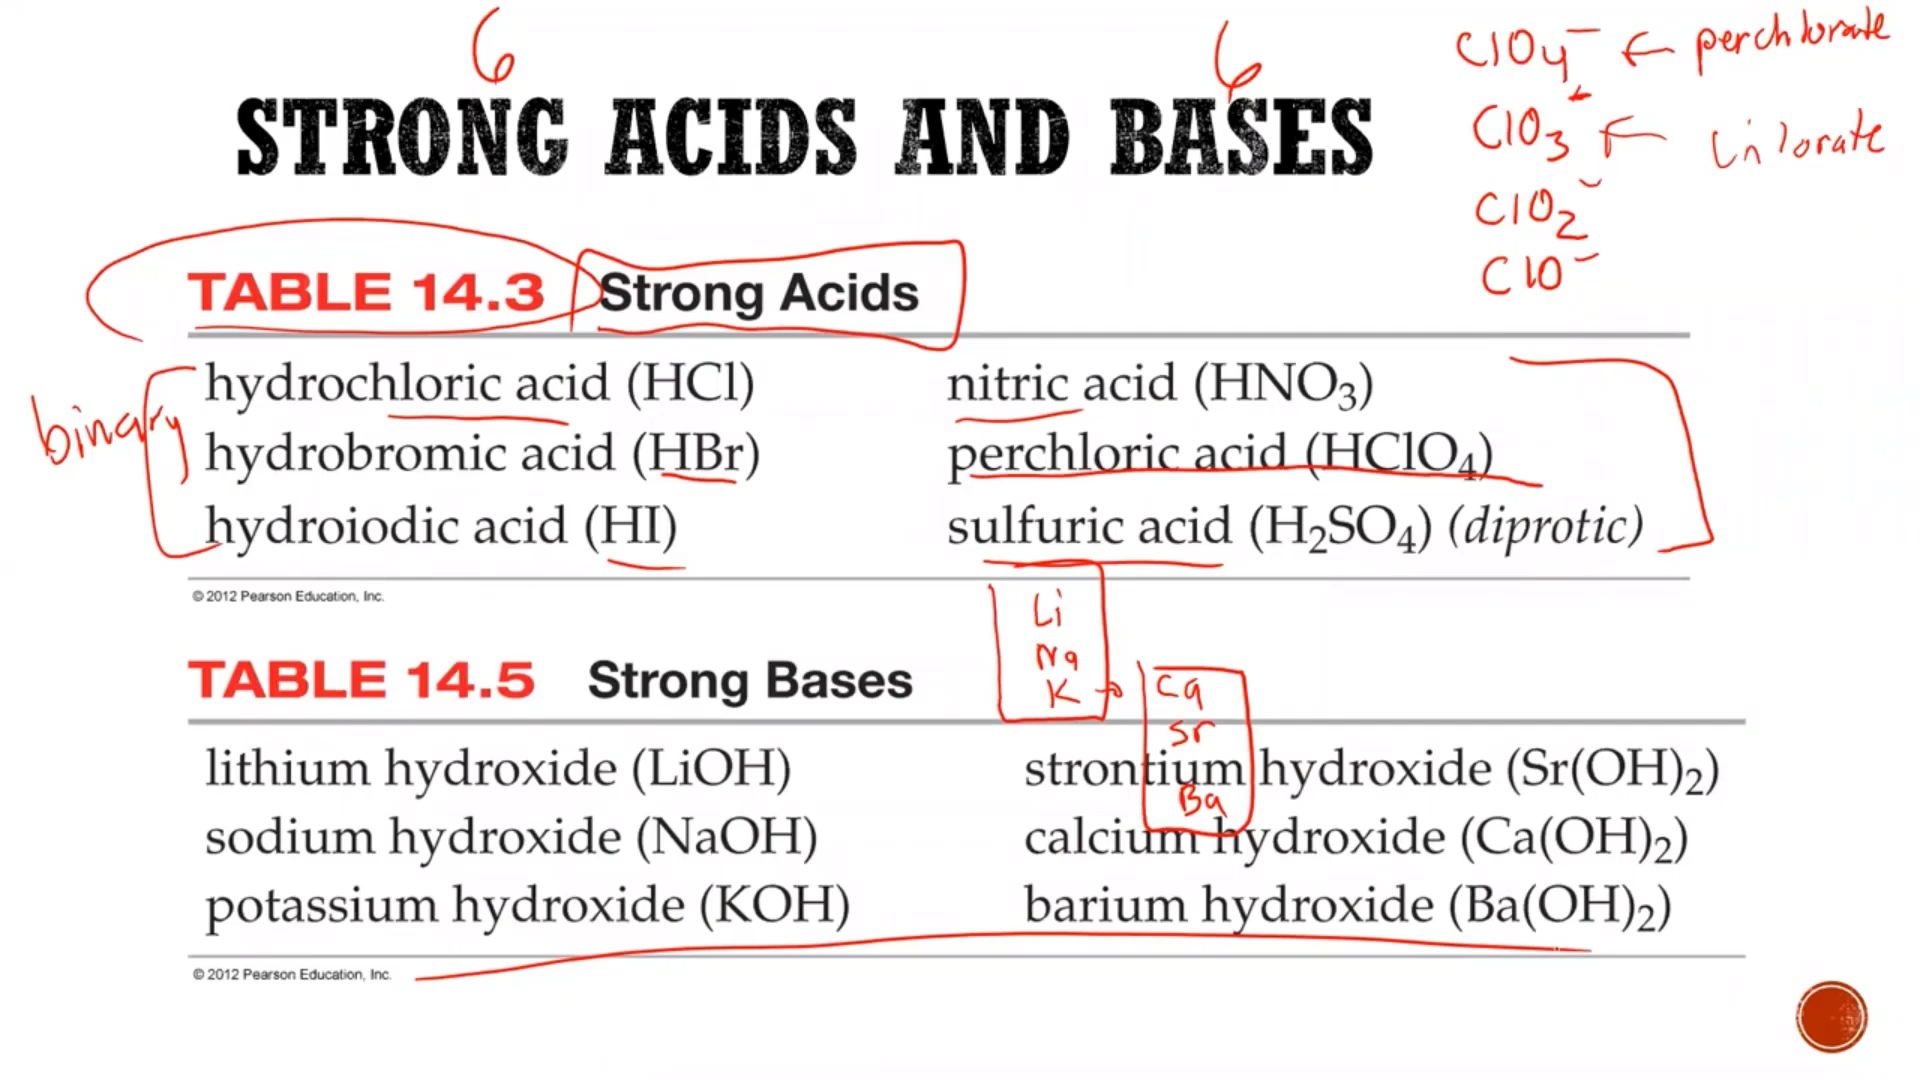 6 6
ClO4⁻ ← perchlorate
STRONG ACIDS AND BASES
ClO3⁻ ←
ClO2⁻
ClO⁻
TABLE 14.3 Strong Acids
binary
hydrochloric acid (HCl) nitric acid (HNO₃)
hydrobromic acid (HBr) perchloric acid (HClO₄)
hydroiodic acid (HI) sulfuric acid (H₂SO₄) (diprotic)
© 2012 Pearson Education, Inc.
Li
Na
K → Ca
Sr
Ba
TABLE 14.5 Strong Bases
lithium hydroxide (LiOH) strontium hydroxide (Sr(OH)₂)
sodium hydroxide (NaOH) calcium hydroxide (Ca(OH)₂)
potassium hydroxide (KOH) barium hydroxide (Ba(OH)₂)
© 2012 Pearson Education, Inc.